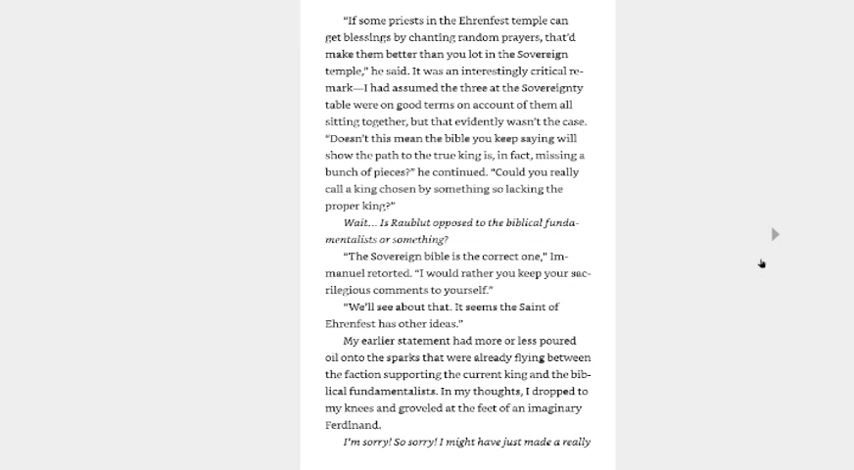 “If some priests in the Ehrenfest temple can
get blessings by chanting random prayers, that’d
make them better than you lot in the Sovereign
temple,” he said. It was an interestingly critical re-
mark—I had assumed the three at the Sovereignty
table were on good terms on account of them all
sitting together, but that evidently wasn’t the case.
“Doesn’t this mean the bible you keep saying will
show the path to the true king is, in fact, missing a
bunch of pieces?” he continued. “Could you really
call a king chosen by something so lacking the
proper king?”
Wait... Is Raublut opposed to the biblical funda-
mentalists or something?
“The Sovereign bible is the correct one,” Im-
manuel retorted. “I would rather you keep your sac-
rilegious comments to yourself.”
“We’ll see about that. It seems the Saint of
Ehrenfest has other ideas.”
My earlier statement had more or less poured
oil onto the sparks that were already flying between
the faction supporting the current king and the bib-
lical fundamentalists. In my thoughts, I dropped to
my knees and groveled at the feet of an imaginary
Ferdinand.
I’m sorry! So sorry! I might have just made a really